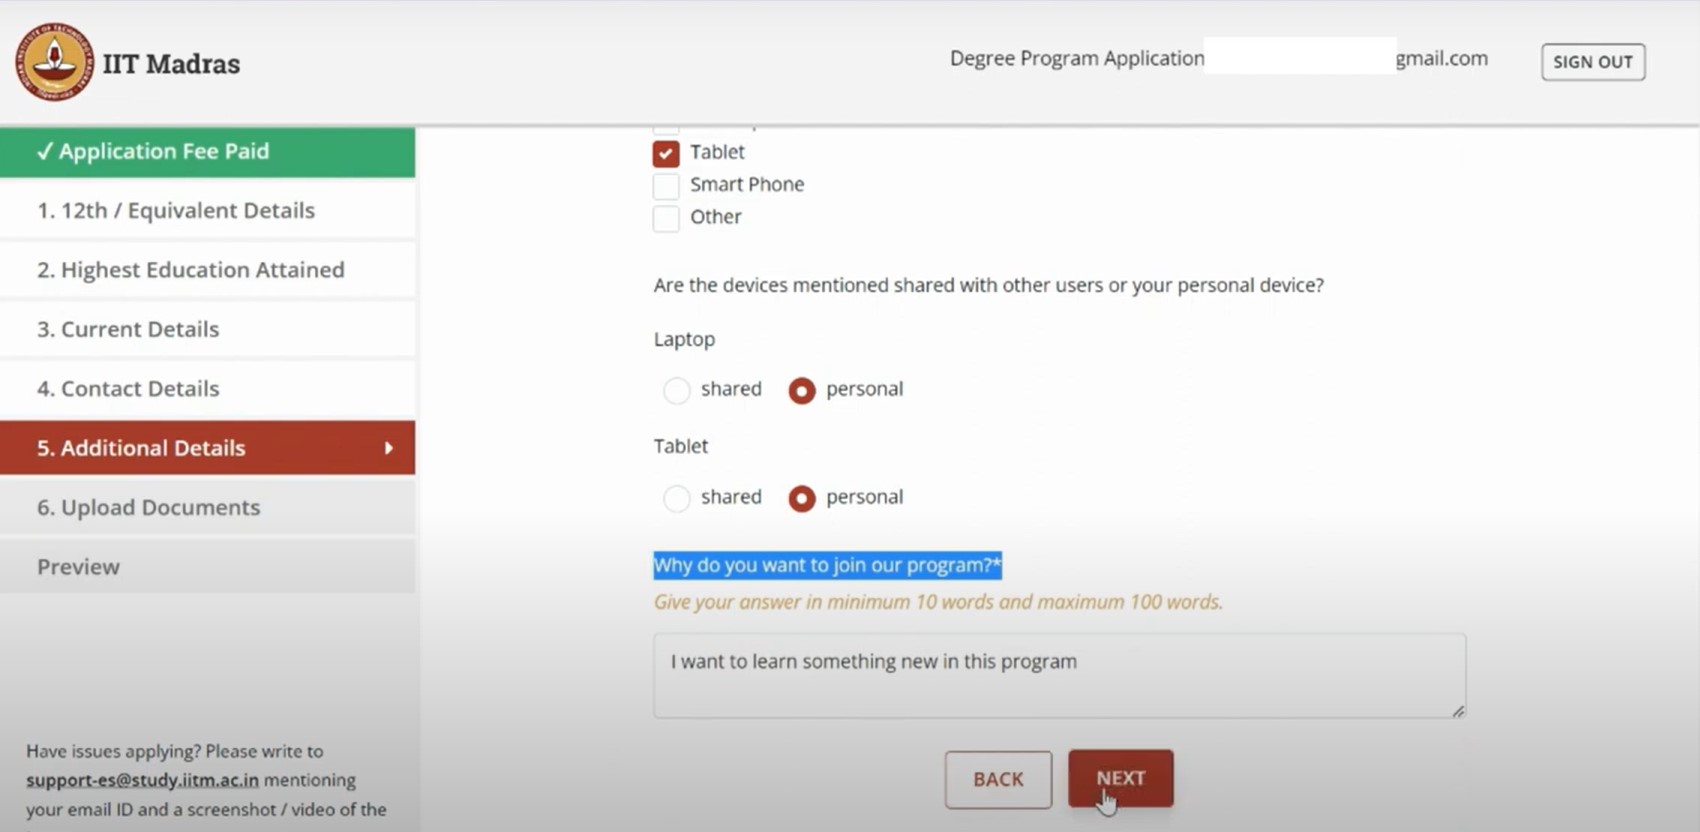 IIT Madras
Degree Program Application
gmail.com
SIGN OUT
✓ Application Fee Paid
1. 12th / Equivalent Details
2. Highest Education Attained
3. Current Details
4. Contact Details
5. Additional Details
6. Upload Documents
Preview
Have issues applying? Please write to
support-es@study.iitm.ac.in mentioning
your email ID and a screenshot / video of the
Tablet
Smart Phone
Other
Are the devices mentioned shared with other users or your personal device?
Laptop
shared personal
Tablet
shared personal
Why do you want to join our program?*
Give your answer in minimum 10 words and maximum 100 words.
I want to learn something new in this program
BACK NEXT